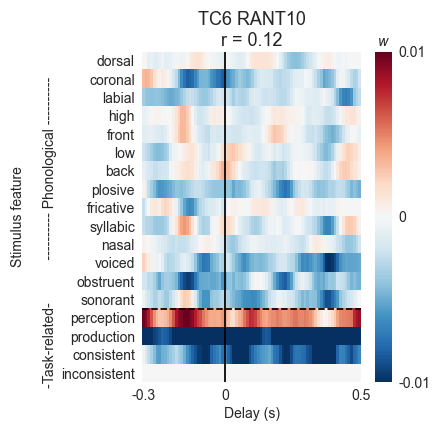 TC6 RANT10
r = 0.12
w
dorsal
coronal
labial
high
front
low
back
plosive
fricative
syllabic
nasal
voiced
obstruent
sonorant
perception
production
consistent
inconsistent
Stimulus feature
---------- Phonological ----------
-Task-related-
-0.3
0
0.5
Delay (s)
0.01
0
-0.01